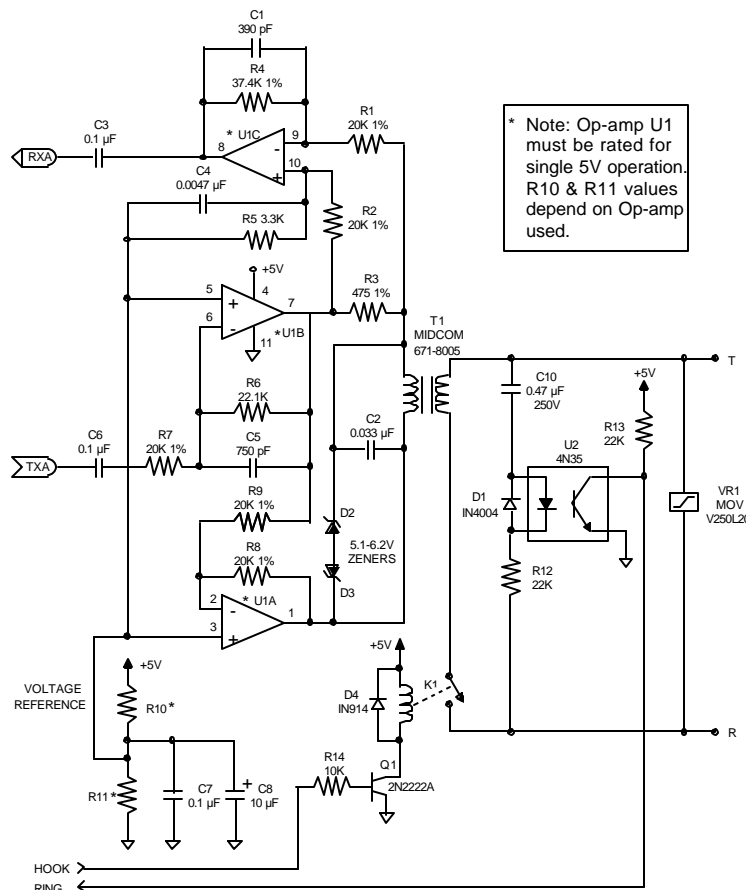 C1
390 pF
R4
37.4K 1%
C3
0.1 µF
RXA
* U1C
8
9
10
-
+
R1
20K 1%
* Note: Op-amp U1
must be rated for
single 5V operation.
R10 & R11 values
depend on Op-amp
used.
C4
0.0047 µF
R5 3.3K
R2
20K 1%
+5V
5
6
4
7
11
+
-
*U1B
R3
475 1%
T1
MIDCOM
671-8005
T
R6
22.1K
C5
750 pF
C2
0.033 µF
C10
0.47 µF
250V
+5V
R13
22K
TXA
C6
0.1 µF
R7
20K 1%
U2
4N35
D1
IN4004
VR1
MOV
V250L20
R9
20K 1%
R8
20K 1%
D2
5.1-6.2V
ZENERS
D3
R12
22K
* U1A
2
3
1
-
+
+5V
VOLTAGE
REFERENCE
+5V
R10*
D4
IN914
K1
R
R11*
C7
0.1 µF
+
C8
10 µF
R14
10K
Q1
2N2222A
HOOK
RING